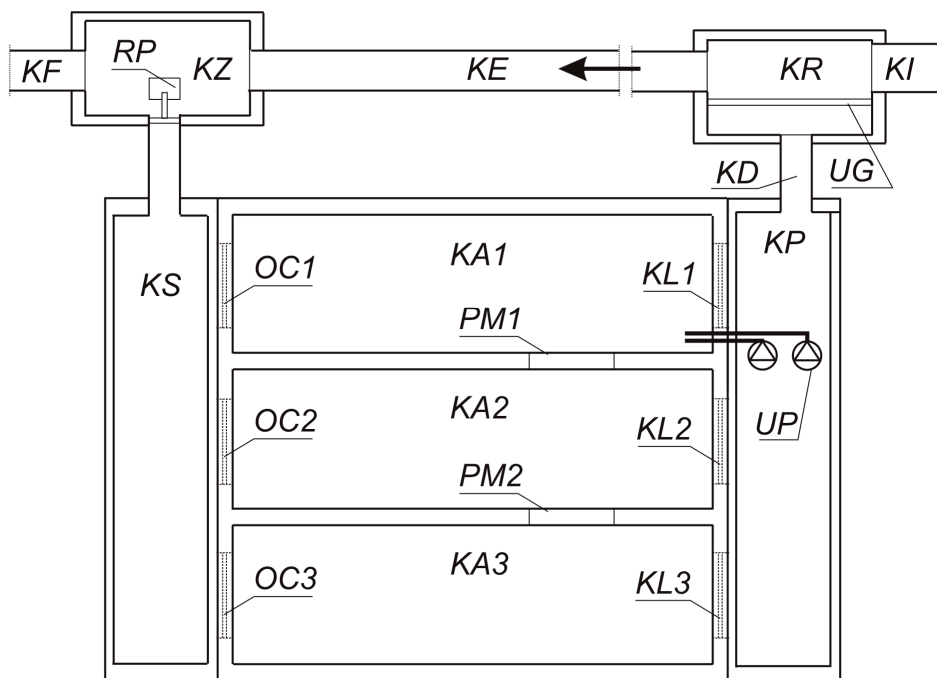 KF
RP
KZ
KE
KR
KI
KD
UG
KS
OC1
KA1
KL1
KP
PM1
OC2
KA2
KL2
UP
PM2
OC3
KA3
KL3